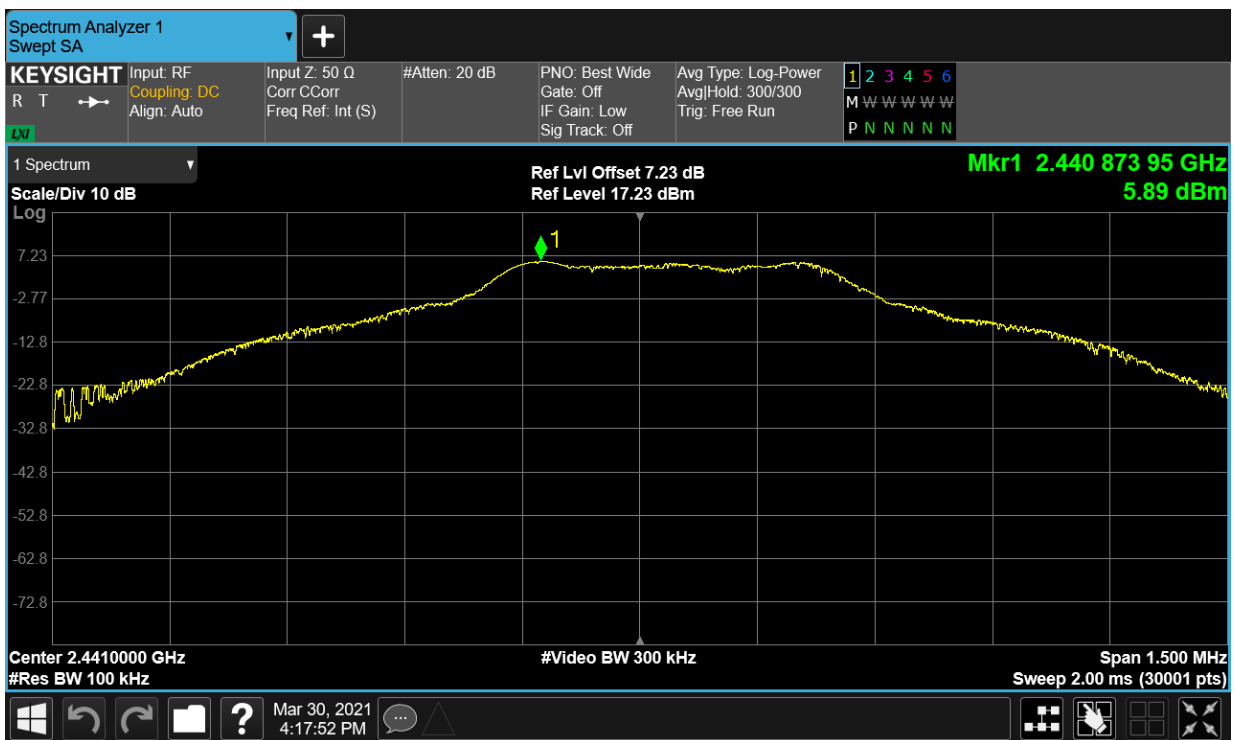 Spectrum Analyzer 1
Swept SA
+
KEYSIGHT
R T
LXI
Input: RF
Coupling: DC
Align: Auto
Input Z: 50 Ω
Corr CCorr
Freq Ref: Int (S)
#Atten: 20 dB
PNO: Best Wide
Gate: Off
IF Gain: Low
Sig Track: Off
Avg Type: Log-Power
Avg|Hold: 300/300
Trig: Free Run
1 2 3 4 5 6
M W W W W W
P N N N N N
1 Spectrum
Scale/Div 10 dB
Log
Ref Lvl Offset 7.23 dB
Ref Level 17.23 dBm
Mkr1 2.440 873 95 GHz
5.89 dBm
1
7.23
-2.77
-12.8
-22.8
-32.8
-42.8
-52.8
-62.8
-72.8
Center 2.4410000 GHz
#Res BW 100 kHz
#Video BW 300 kHz
Span 1.500 MHz
Sweep 2.00 ms (30001 pts)
?
Mar 30, 2021
4:17:52 PM